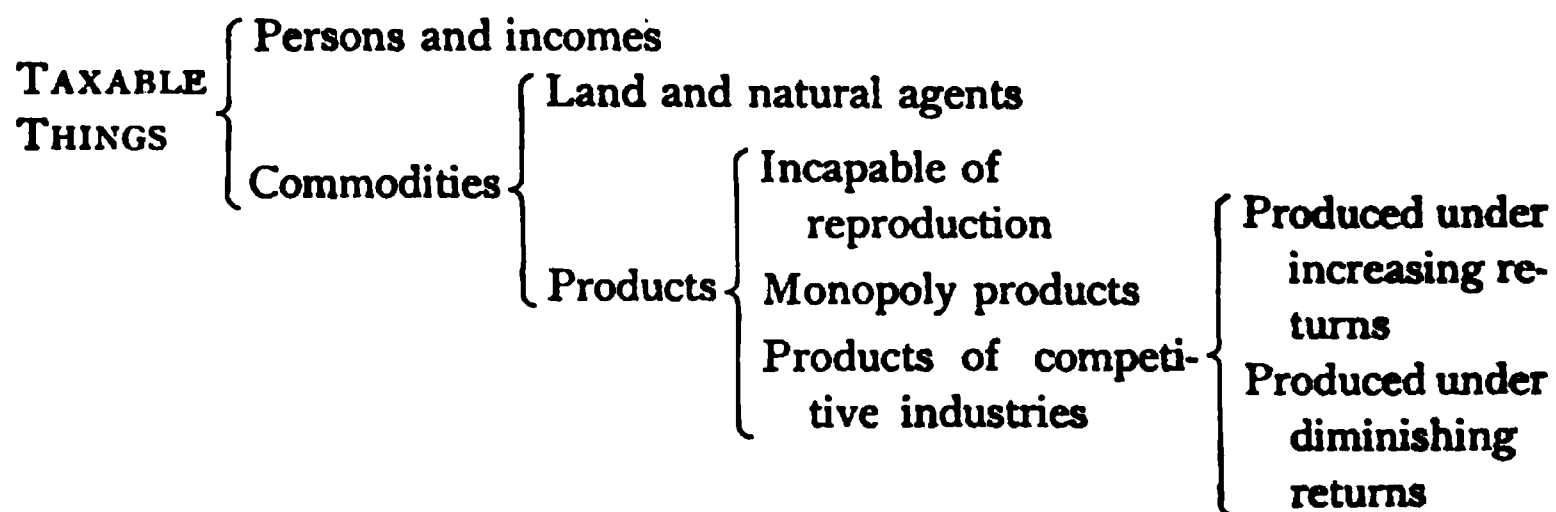 TAXABLE
THINGS
Persons and incomes
Commodities
Land and natural agents
Products
Incapable of
reproduction
Monopoly products
Products of competi-
tive industries
Produced under
increasing re-
turns
Produced under
diminishing
returns